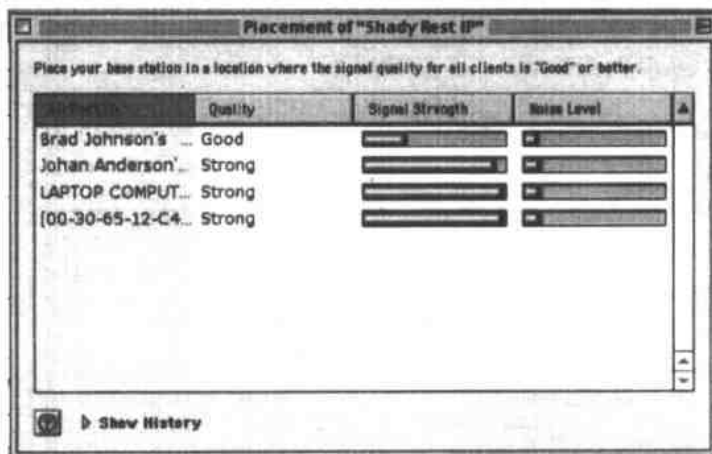 Placement of "Shady Rest IP"
Place your base station in a location where the signal quality for all clients is "Good" or better.
Quality Signal Strength Noise Level
Brad Johnson's ... Good
Johan Anderson'... Strong
LAPTOP COMPUT... Strong
(00-30-65-12-C4... Strong
Show History